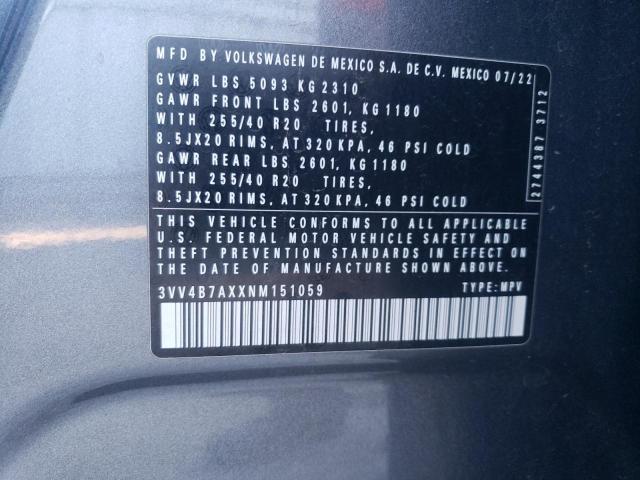 MFD BY VOLKSWAGEN DE MEXICO S.A. DE C.V. MEXICO 07/22
GVWR LBS 5093 KG 2310
GAWR FRONT LBS 2601, KG 1180
WITH 255/40 R20 TIRES,
8.5JX20 RIMS, AT 320 KPA, 46 PSI COLD
GAWR REAR LBS 2601, KG 1180
WITH 255/40 R20 TIRES,
8.5JX20 RIMS, AT 320 KPA, 46 PSI COLD
THIS VEHICLE CONFORMS TO ALL APPLICABLE
U.S. FEDERAL MOTOR VEHICLE SAFETY AND
THEFT PREVENTION STANDARDS IN EFFECT ON THE
DATE OF MANUFACTURE SHOWN ABOVE.
3VV4B7AXXNM151059 TYPE: MPV
2744387 3712